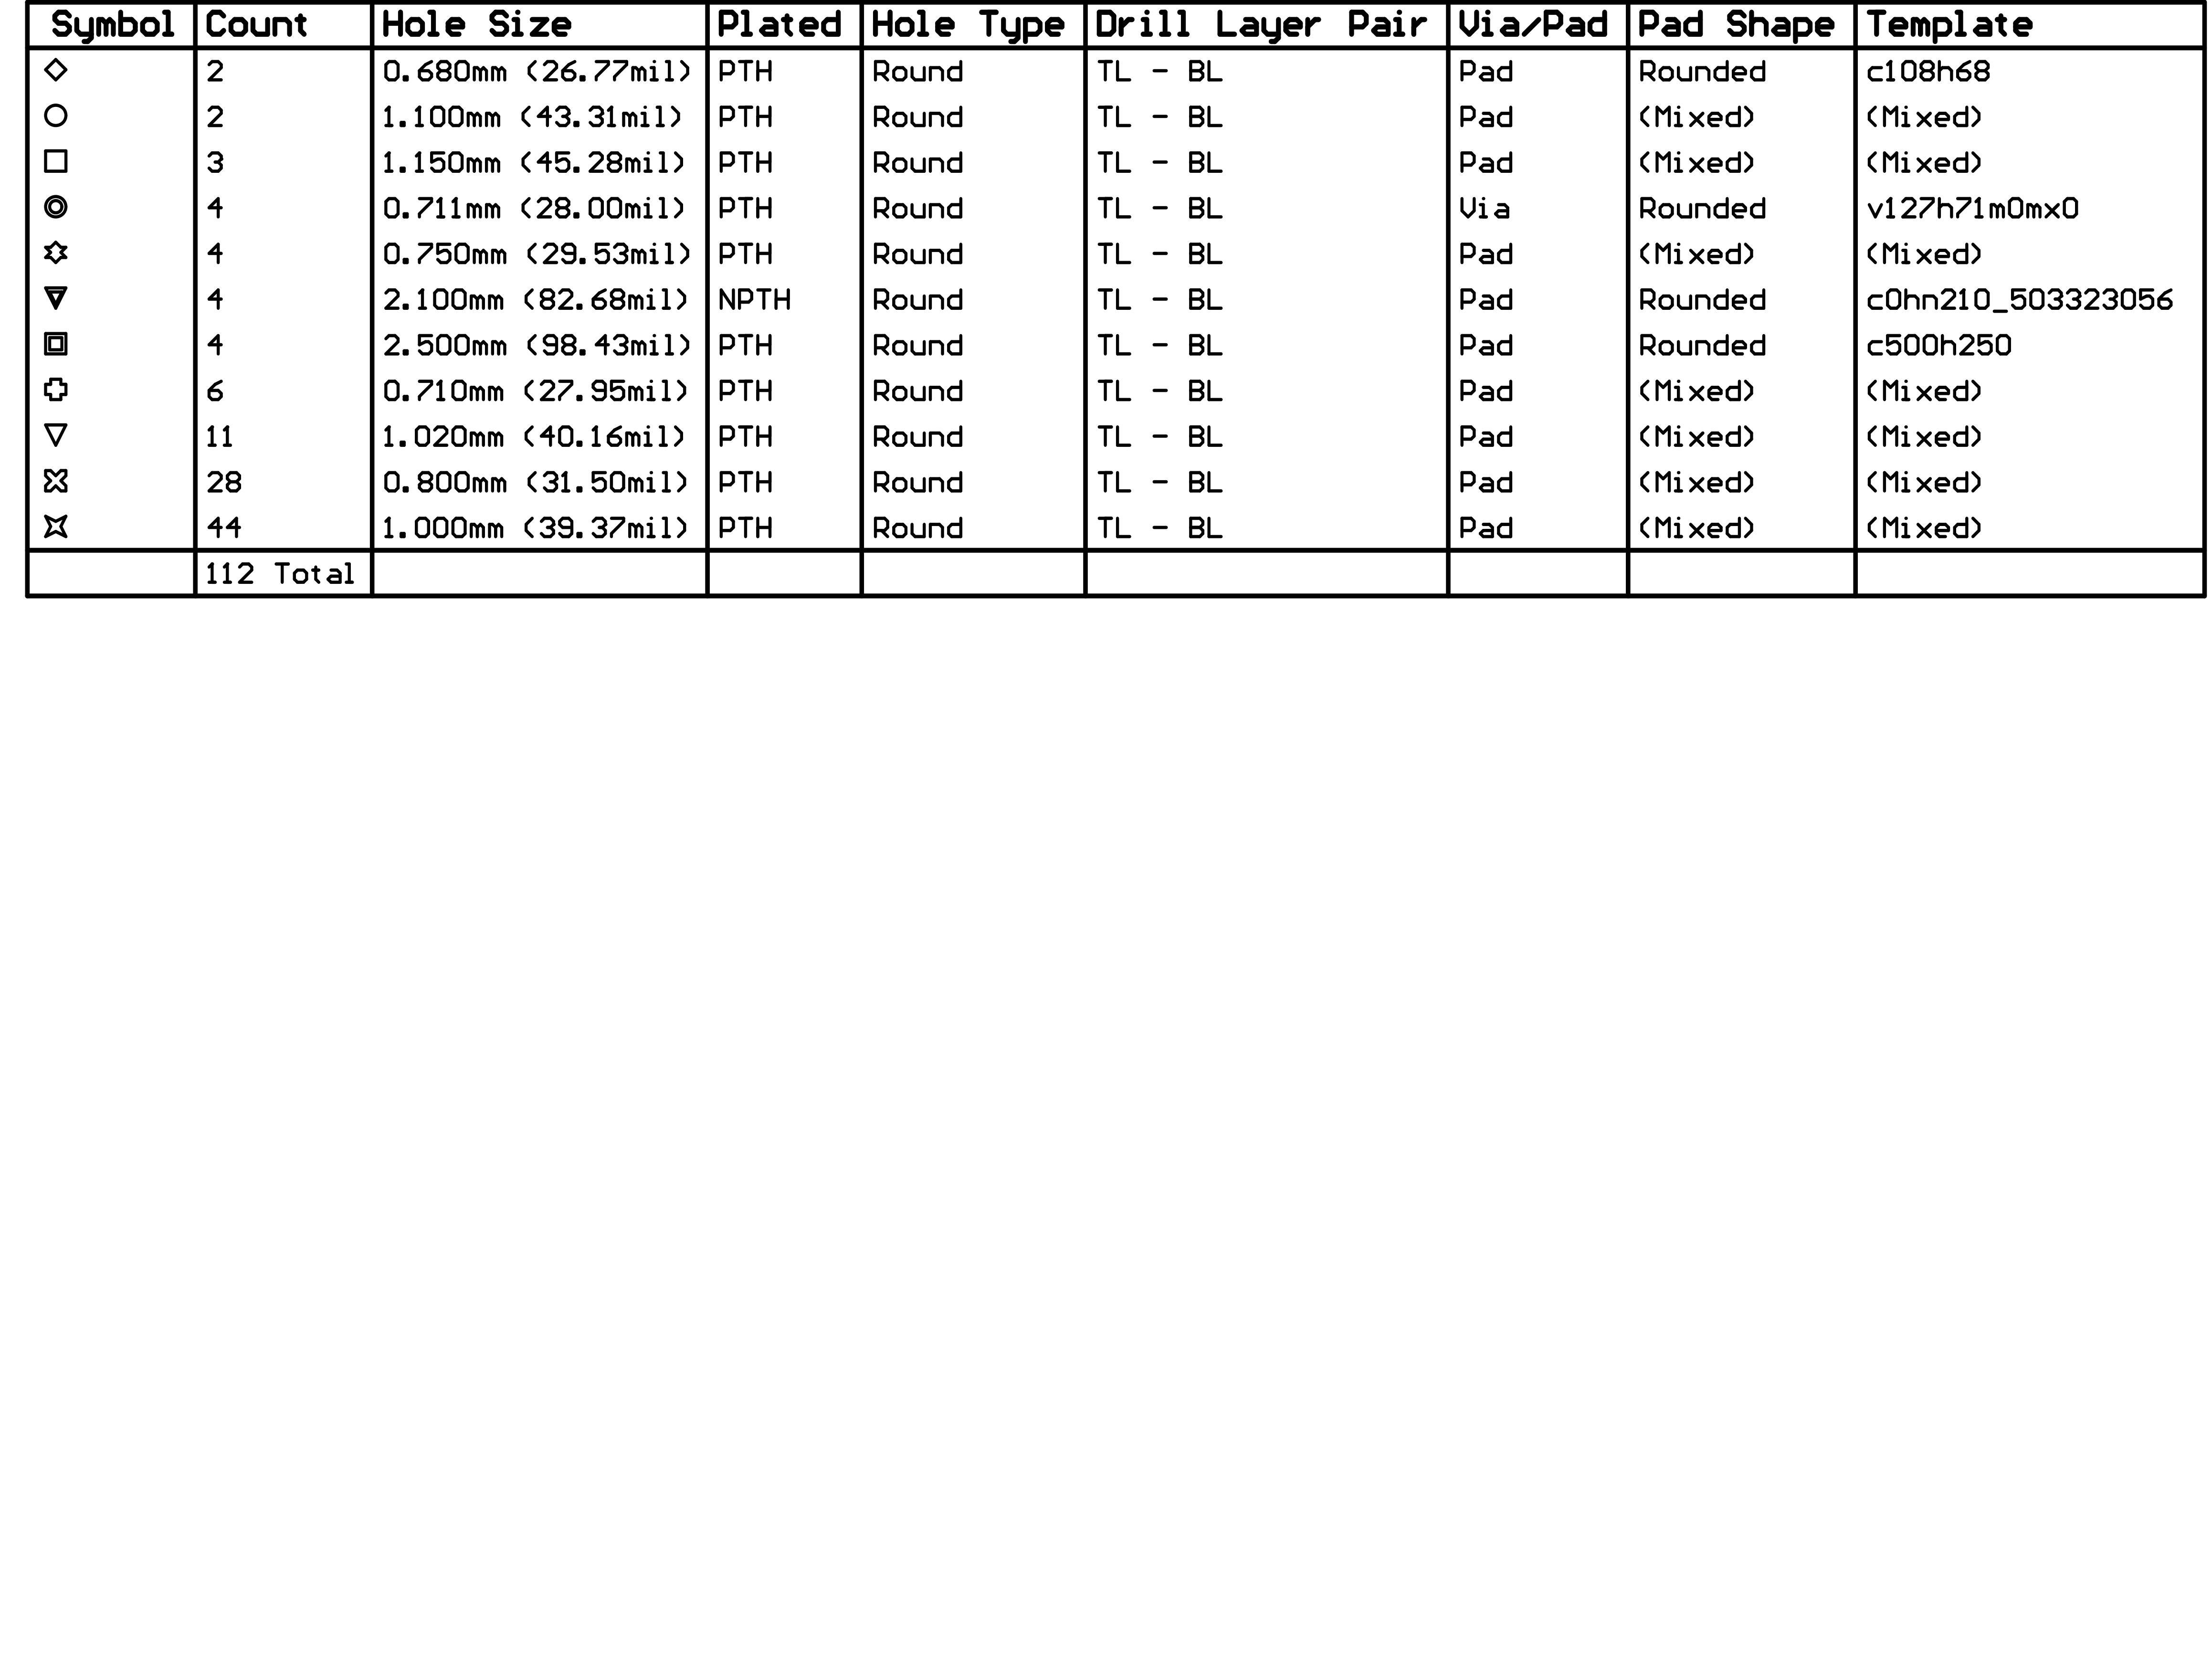 Symbol Count Hole Size Plated Hole Type Drill Layer Pair Via/Pad Pad Shape Template
2 0.680mm (26.77mil) PTH Round TL - BL Pad Rounded c108h68
2 1.100mm (43.31mil) PTH Round TL - BL Pad (Mixed) (Mixed)
3 1.150mm (45.28mil) PTH Round TL - BL Pad (Mixed) (Mixed)
4 0.711mm (28.00mil) PTH Round TL - BL Via Rounded v127h71m0mx0
4 0.750mm (29.53mil) PTH Round TL - BL Pad (Mixed) (Mixed)
4 2.100mm (82.68mil) NPTH Round TL - BL Pad Rounded c0hn210_503323056
4 2.500mm (98.43mil) PTH Round TL - BL Pad Rounded c500h250
6 0.710mm (27.95mil) PTH Round TL - BL Pad (Mixed) (Mixed)
11 1.020mm (40.16mil) PTH Round TL - BL Pad (Mixed) (Mixed)
28 0.800mm (31.50mil) PTH Round TL - BL Pad (Mixed) (Mixed)
44 1.000mm (39.37mil) PTH Round TL - BL Pad (Mixed) (Mixed)
112 Total